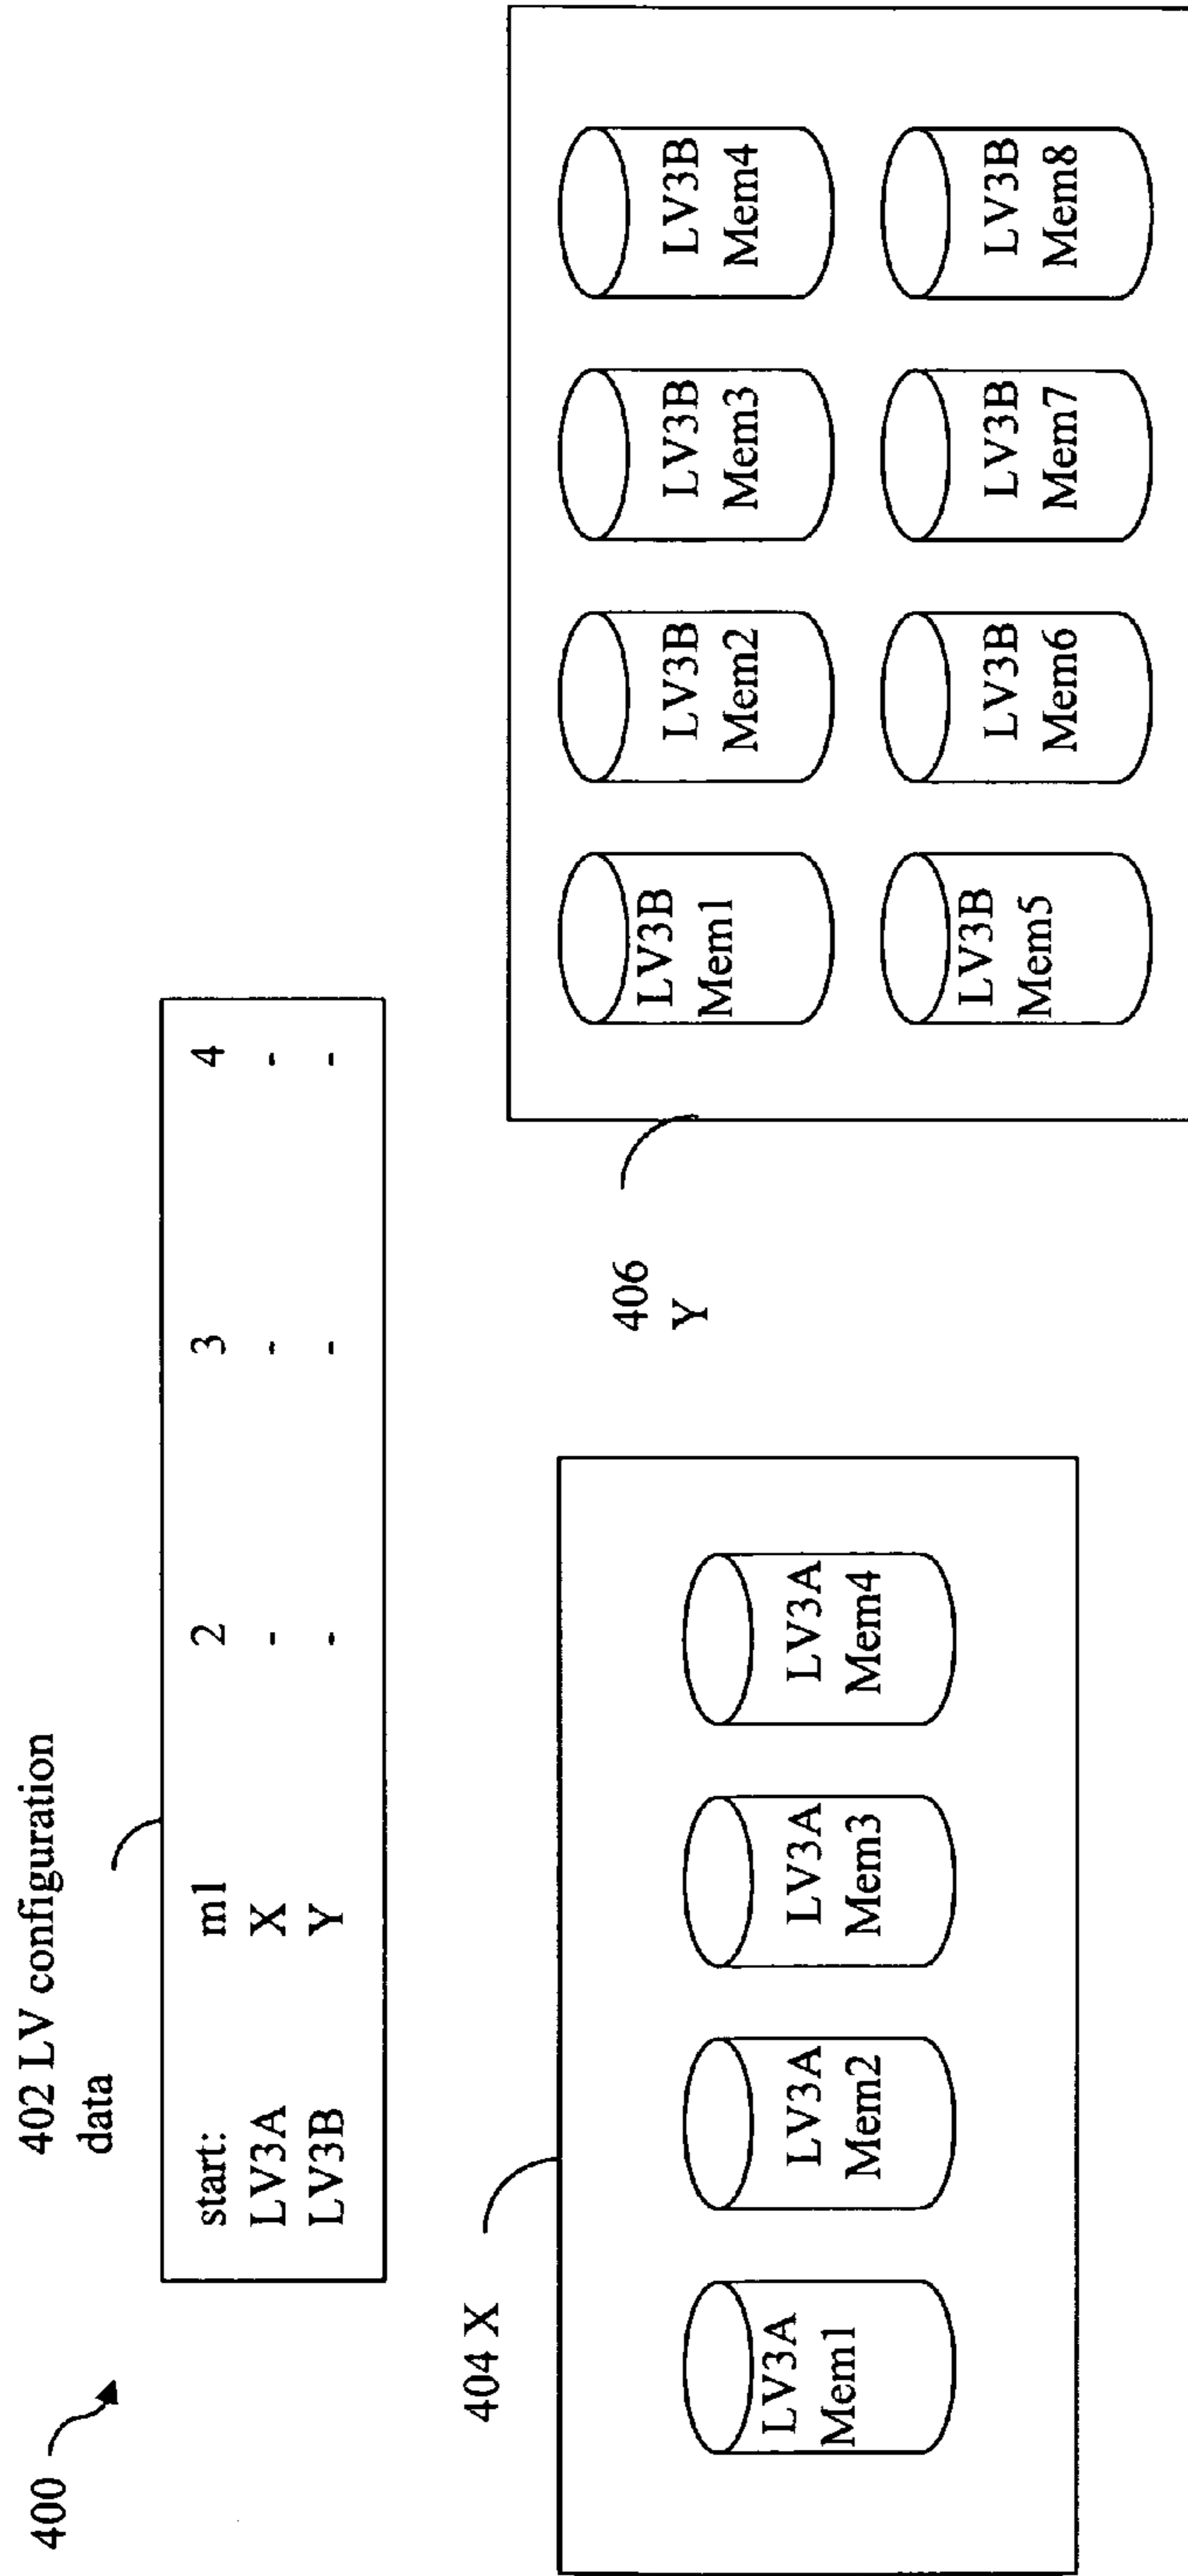 400
402 LV configuration
data
start: m1 2 3 4
LV3A X - - -
LV3B Y - - -
404 X
LV3A
Mem1
LV3A
Mem2
LV3A
Mem3
LV3A
Mem4
406
Y
LV3B
Mem1
LV3B
Mem2
LV3B
Mem3
LV3B
Mem4
LV3B
Mem5
LV3B
Mem6
LV3B
Mem7
LV3B
Mem8